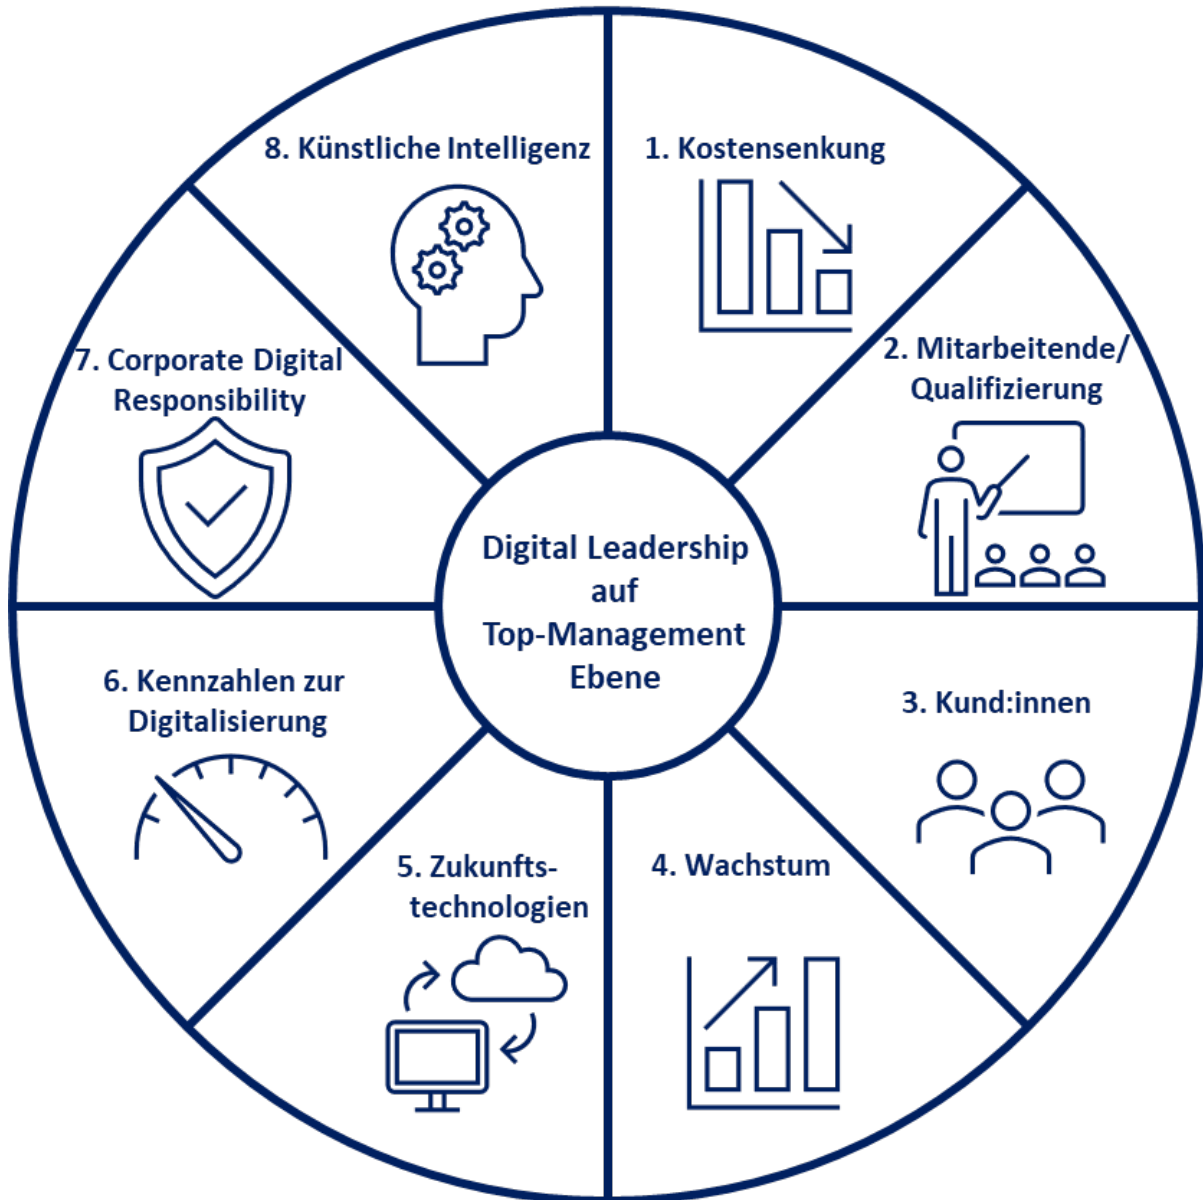 Digital Leadership
auf
Top-Management
Ebene
1. Kostensenkung
2. Mitarbeitende/
Qualifizierung
3. Kund:innen
4. Wachstum
5. Zukunfts-
technologien
6. Kennzahlen zur
Digitalisierung
7. Corporate Digital
Responsibility
8. Künstliche Intelligenz